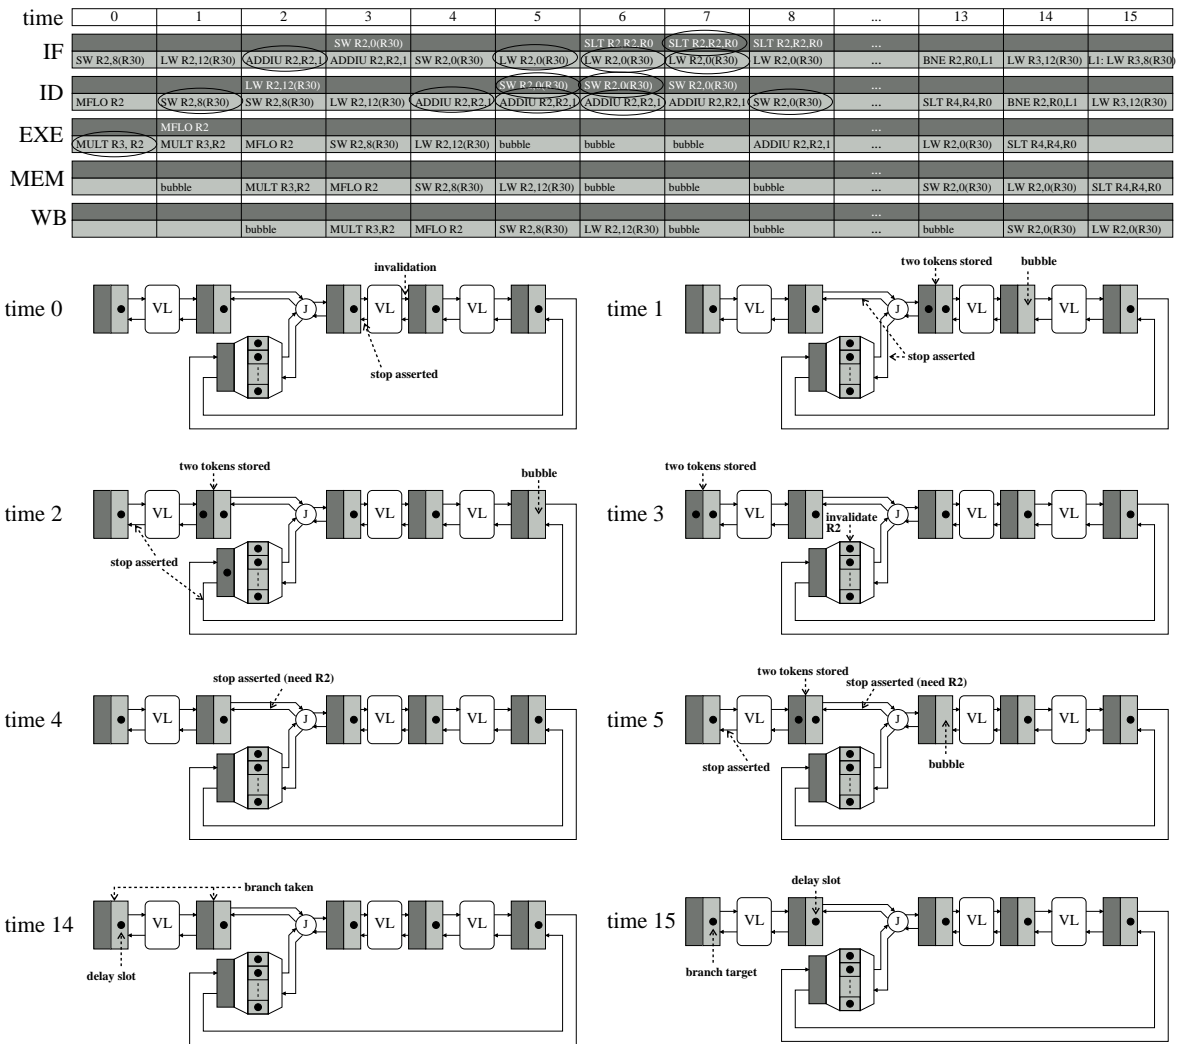 time 0 1 2 3 4 5 6 7 8 ... 13 14 15
IF
SW R2,0(R30) SLT R2 R2,R0 SLT R2,R2,R0 SLT R2,R2,R0 ...
SW R2,8(R30) LW R2,12(R30) ADDIU R2,R2,1 ADDIU R2,R2,1 SW R2,0(R30) LW R2,0(R30) LW R2,0(R30) LW R2,0(R30) LW R2,0(R30) ... BNE R2,R0,L1 LW R3,12(R30) L1: LW R3,8(R30)
ID
LW R2,12(R30) SW R2,0(R30) SW R2,0(R30) SW R2,0(R30) ...
MFLO R2 SW R2,8(R30) SW R2,8(R30) LW R2,12(R30) ADDIU R2,R2,1 ADDIU R2,R2,1 ADDIU R2,R2,1 ADDIU R2,R2,1 SW R2,0(R30) ... SLT R4,R4,R0 BNE R2,R0,L1 LW R3,12(R30)
EXE
MFLO R2 ...
MULT R3, R2 MULT R3,R2 MFLO R2 SW R2,8(R30) LW R2,12(R30) bubble bubble bubble ADDIU R2,R2,1 ... LW R2,0(R30) SLT R4,R4,R0
MEM
...
bubble MULT R3,R2 MFLO R2 SW R2,8(R30) LW R2,12(R30) bubble bubble bubble ... SW R2,0(R30) LW R2,0(R30) SLT R4,R4,R0
WB
...
bubble MULT R3,R2 MFLO R2 SW R2,8(R30) LW R2,12(R30) bubble bubble ... bubble SW R2,0(R30) LW R2,0(R30)
time 0
invalidation
VL J VL VL
stop asserted
time 1
two tokens stored
bubble
VL J VL VL
stop asserted
time 2
two tokens stored
bubble
VL J VL VL
stop asserted
time 3
two tokens stored
VL J VL VL
invalidate
R2
time 4
stop asserted (need R2)
VL J VL VL
time 5
two tokens stored
stop asserted (need R2)
VL J VL VL
stop asserted
bubble
time 14
branch taken
VL J VL VL
delay slot
time 15
delay slot
VL J VL VL
branch target